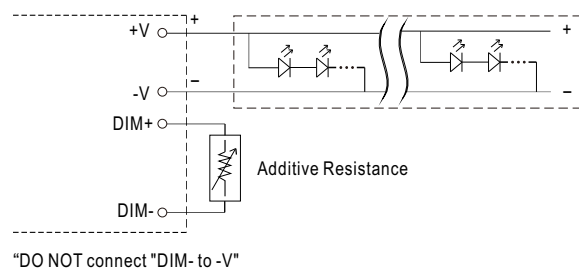 +V
+
+
-V
−
−
DIM+
Additive Resistance
DIM-
“DO NOT connect "DIM- to -V"